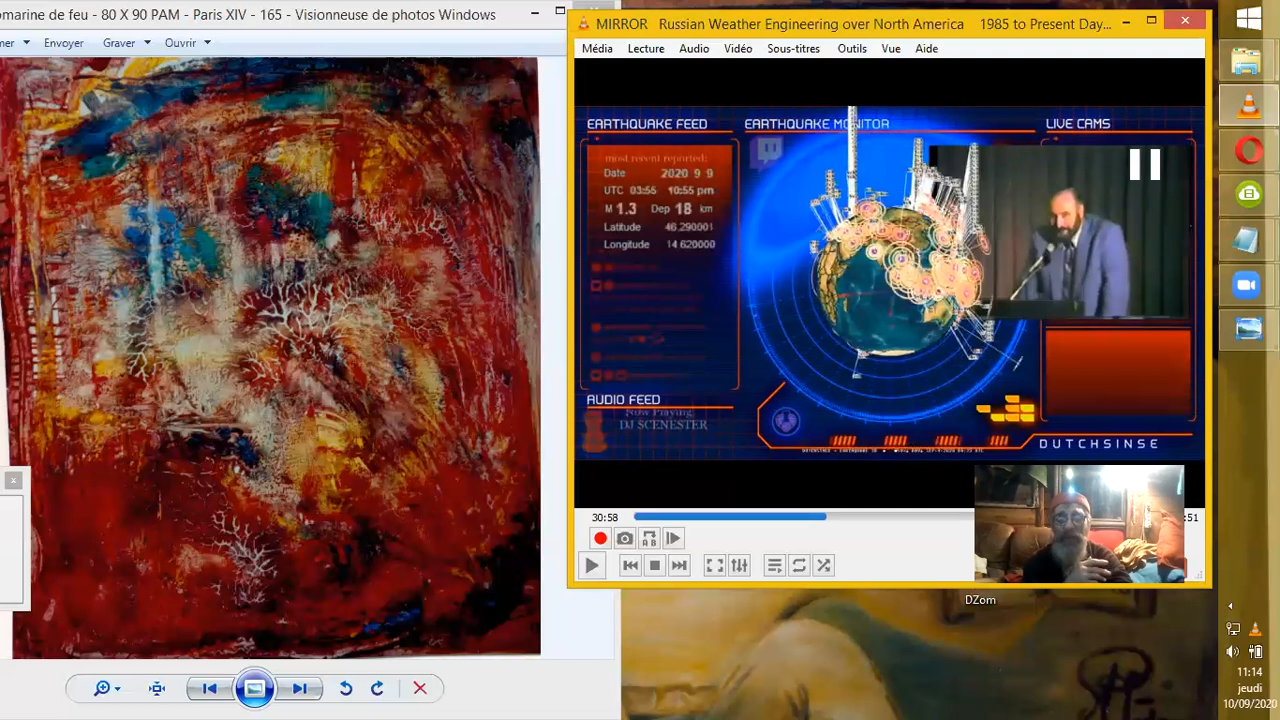 marine de feu - 80 X 90 PAM - Paris XIV - 165 - Visionneuse de photos Windows
mer Envoyer Graver Ouvrir
MIRROR Russian Weather Engineering over North America 1985 to Present Day...
Média Lecture Audio Vidéo Sous-titres Outils Vue Aide
EARTHQUAKE FEED
EARTHQUAKE MONITOR
LIVE CAMS
most recent reported:
Date 2020 9 9
UTC 03:55 10:55 pm
M 1.3 Dep 18 km
Latitude 46.290001
Longitude 14.620000
AUDIO FEED
Now Playing
DJ SCENESTER
DUTCHSINSE
30:58
:51
A B
DZom
11:14
jeudi
10/09/2020